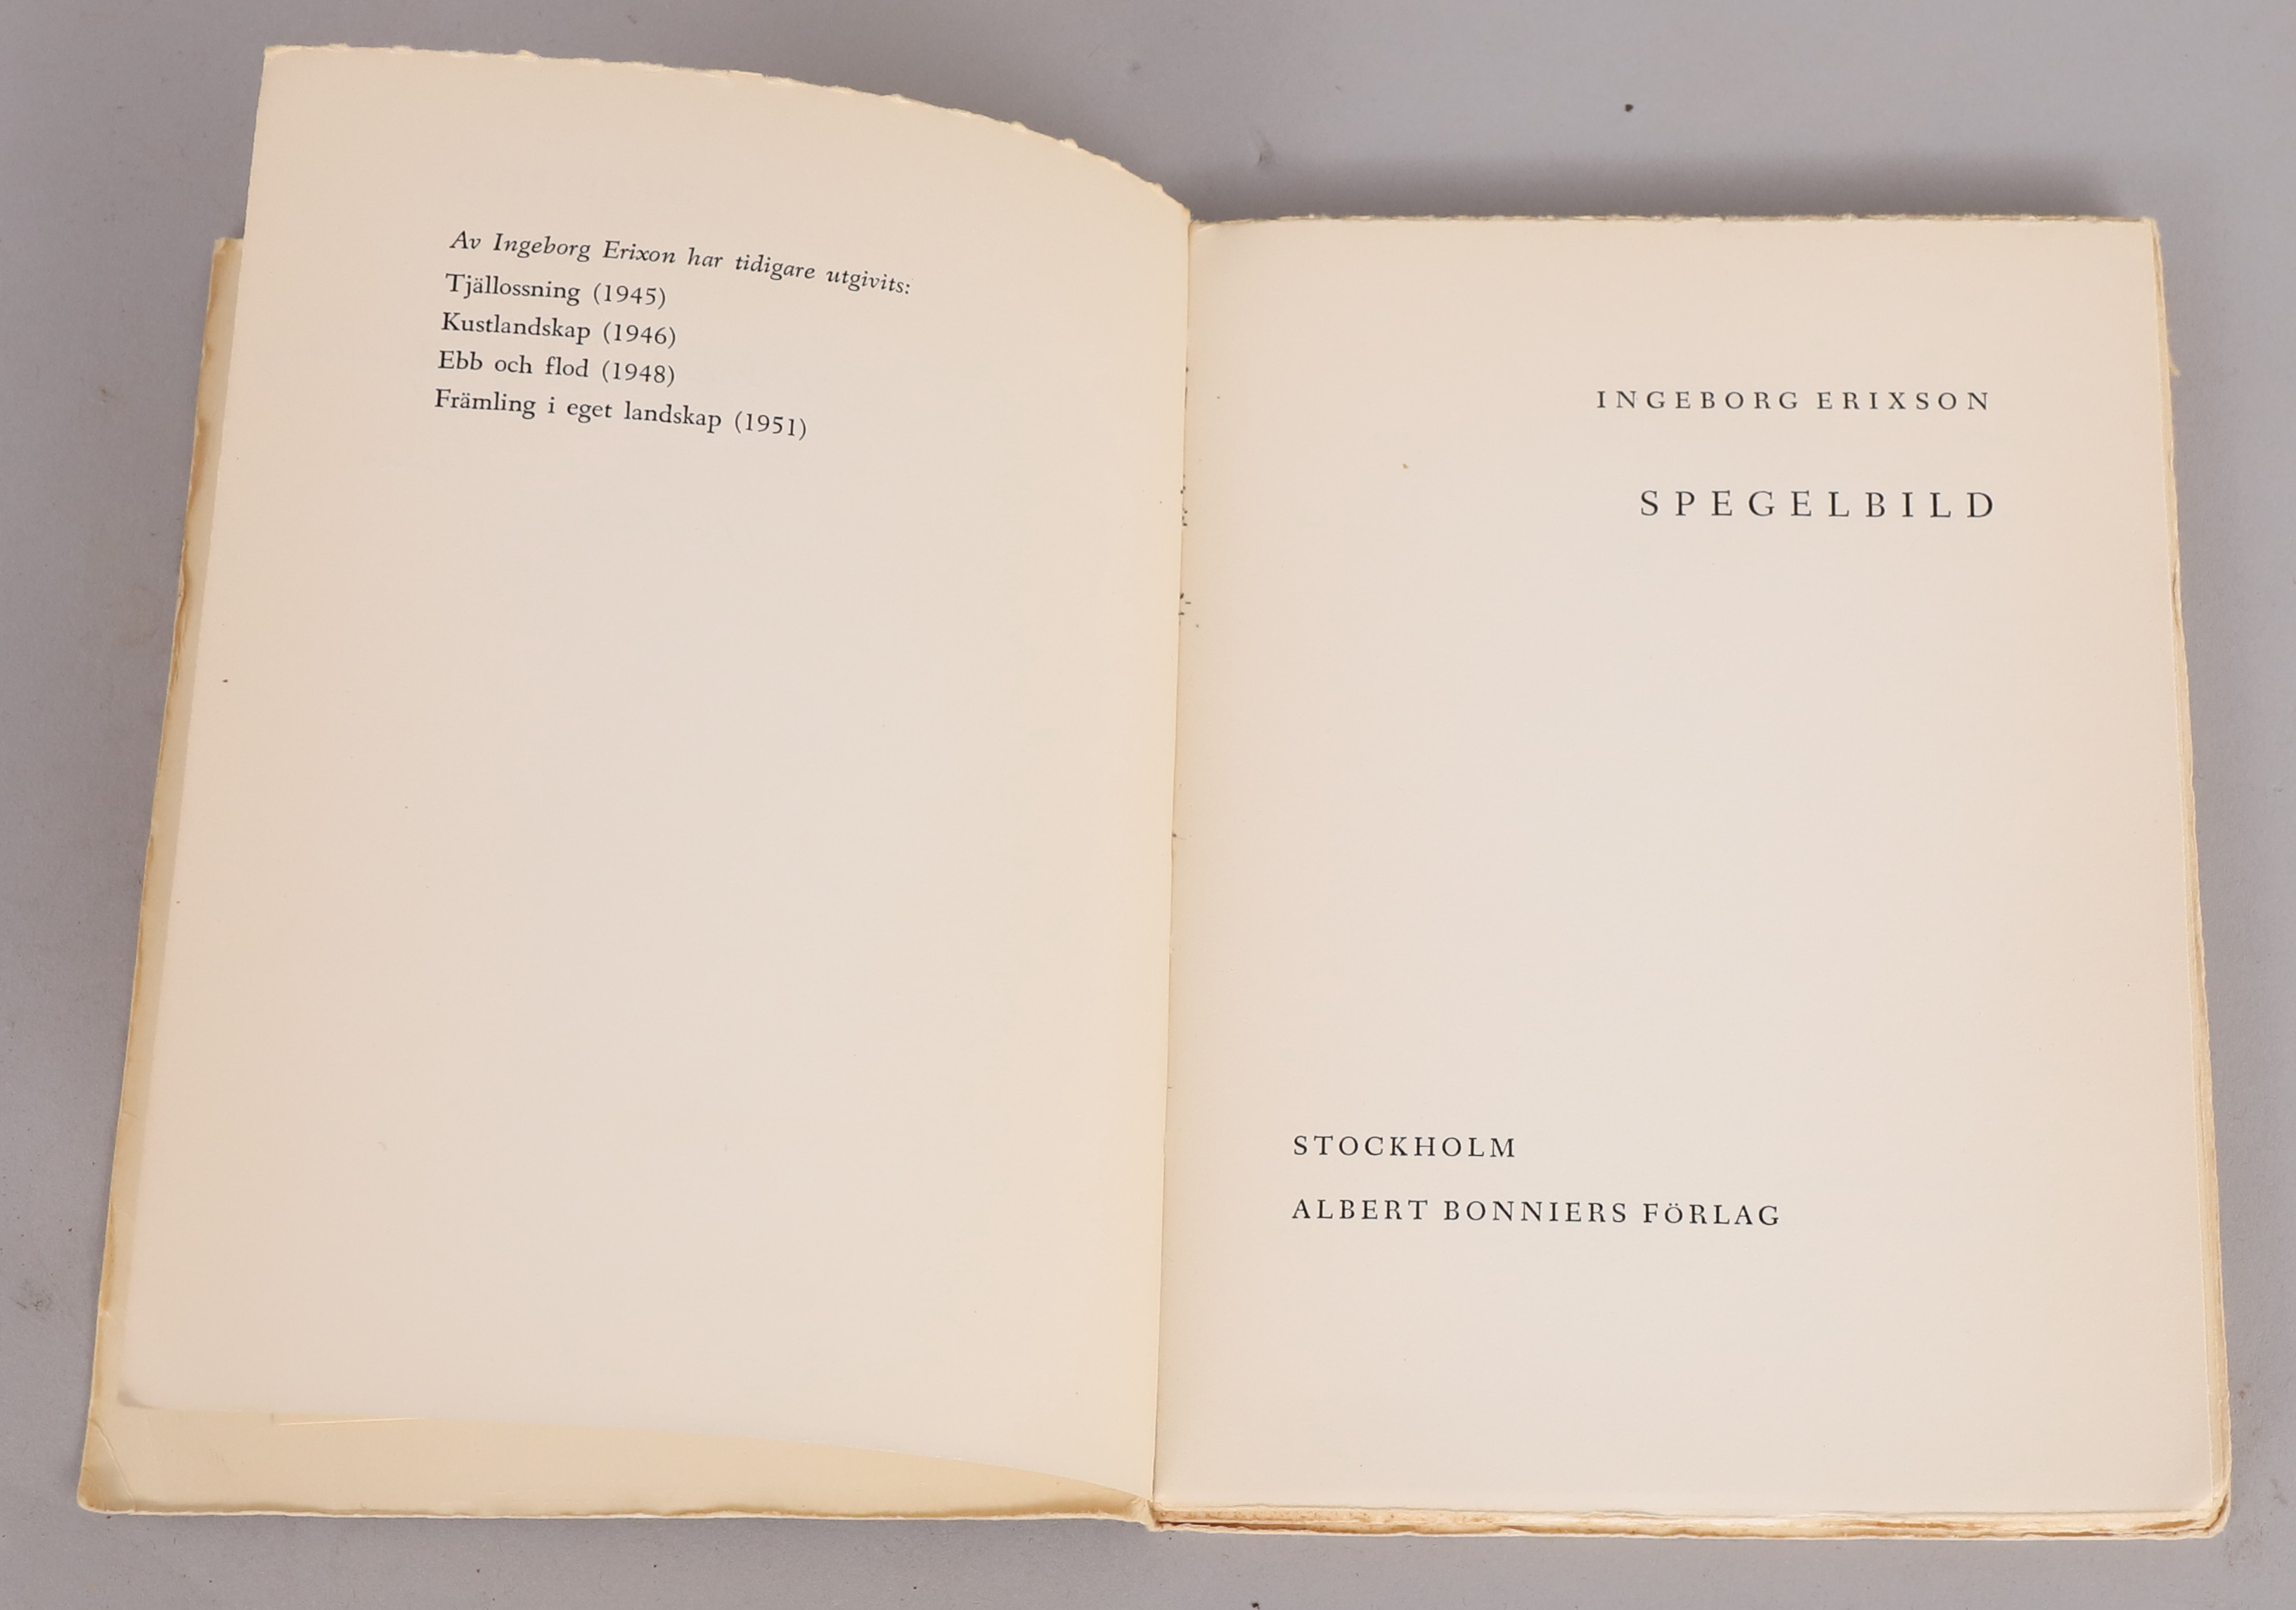 Av Ingeborg Erixon har tidigare utgivits:
Tjällossning (1945)
Kustlandskap (1946)
Ebb och flod (1948)
Främling i eget landskap (1951)
INGEBORG ERIXSON
SPEGELBILD
STOCKHOLM
ALBERT BONNIERS FÖRLAG